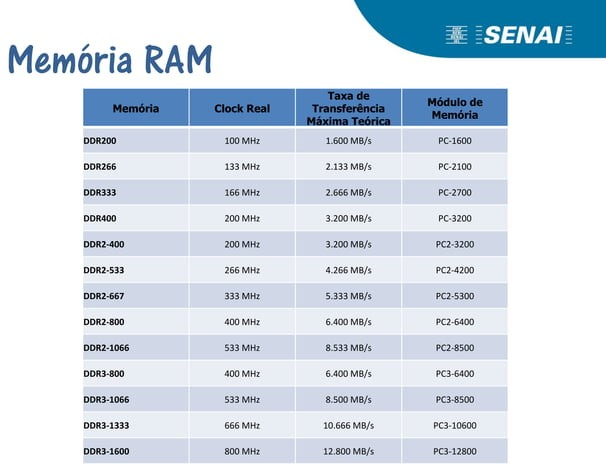 SENAI
Memória RAM
Memória Clock Real Taxa de Transferência Máxima Teórica Módulo de Memória
DDR200 100 MHz 1.600 MB/s PC-1600
DDR266 133 MHz 2.133 MB/s PC-2100
DDR333 166 MHz 2.666 MB/s PC-2700
DDR400 200 MHz 3.200 MB/s PC-3200
DDR2-400 200 MHz 3.200 MB/s PC2-3200
DDR2-533 266 MHz 4.266 MB/s PC2-4200
DDR2-667 333 MHz 5.333 MB/s PC2-5300
DDR2-800 400 MHz 6.400 MB/s PC2-6400
DDR2-1066 533 MHz 8.533 MB/s PC2-8500
DDR3-800 400 MHz 6.400 MB/s PC3-6400
DDR3-1066 533 MHz 8.500 MB/s PC3-8500
DDR3-1333 666 MHz 10.666 MB/s PC3-10600
DDR3-1600 800 MHz 12.800 MB/s PC3-12800